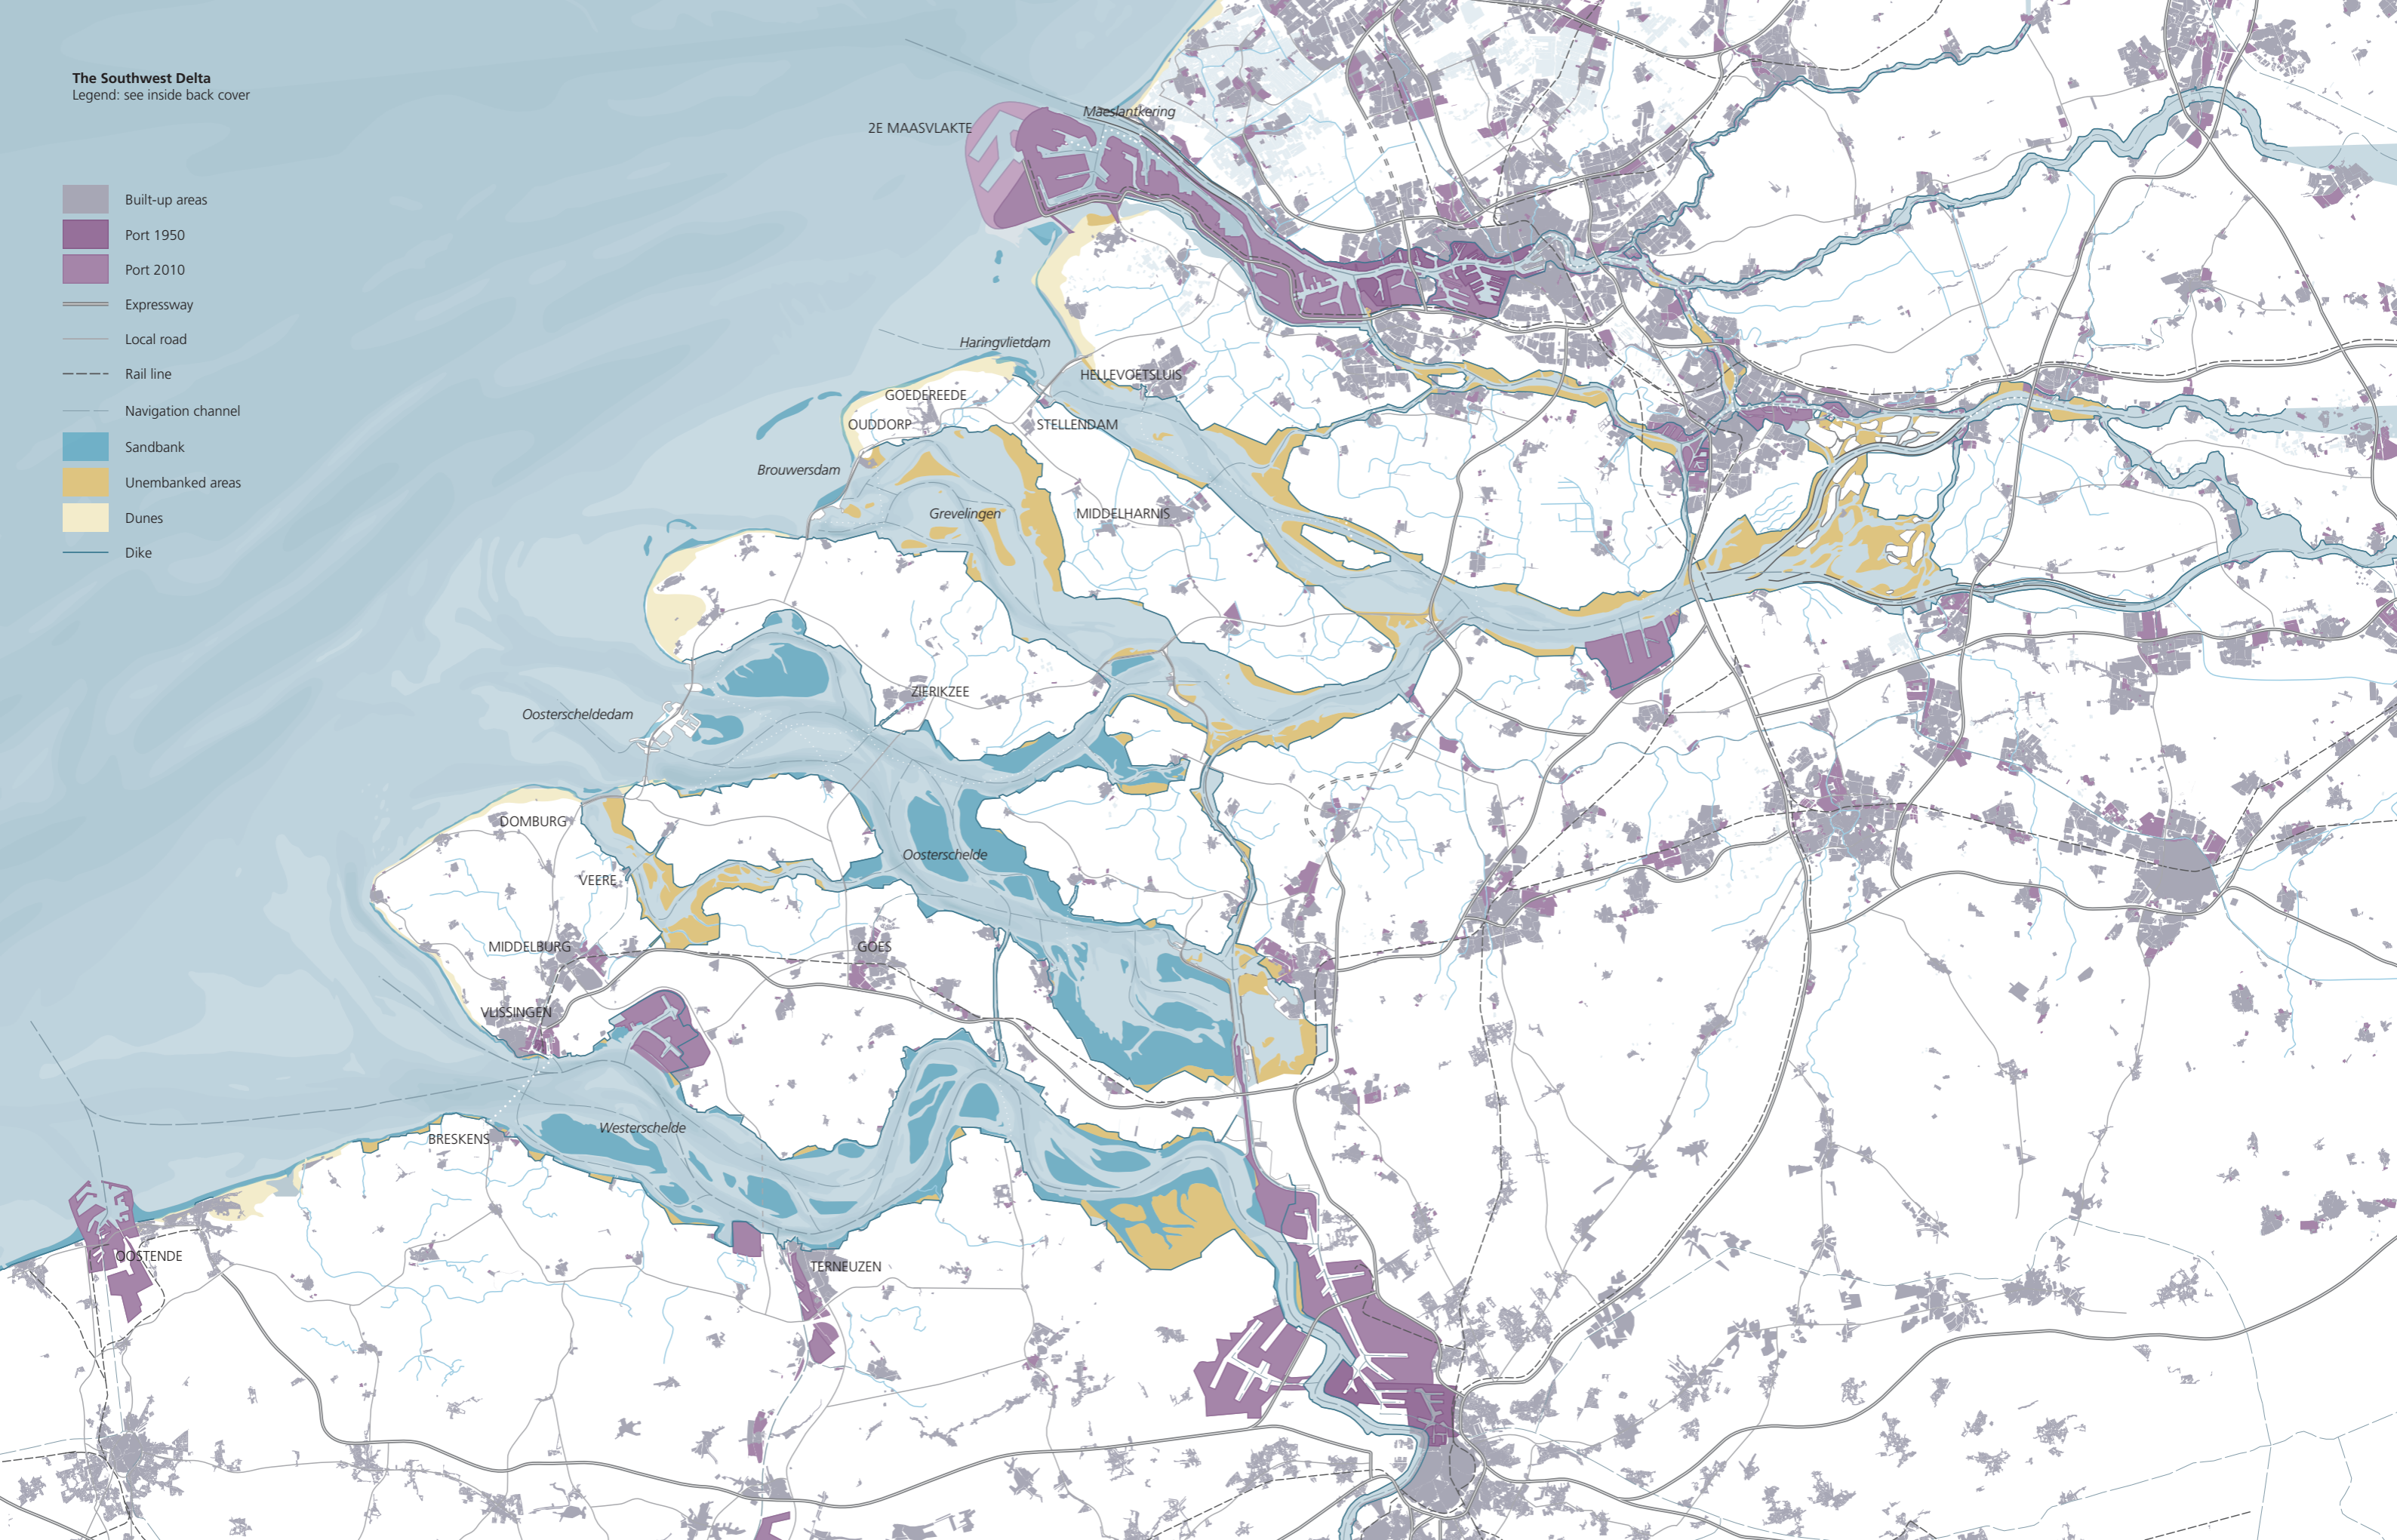 The Southwest Delta
Legend: see inside back cover
Built-up areas
Port 1950
Port 2010
Expressway
Local road
Rail line
Navigation channel
Sandbank
Unembanked areas
Dunes
Dike
Maeslantkering
2E MAASVLAKTE
Haringvlietdam
HELLEVOETSLUIS
GOEDEREEDE
OUDDORP
STELLENDAM
Brouwersdam
Grevelingen
MIDDELHARNIS
ZIERIKZEE
Oosterscheldedam
DOMBURG
Oosterschelde
VEERE
MIDDELBURG
GOES
VLISSINGEN
Westerschelde
BRESKENS
OOSTENDE
TERNEUZEN